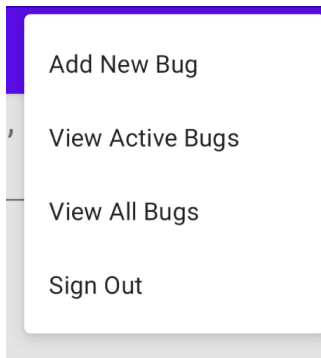 Add New Bug
,
View Active Bugs
View All Bugs
Sign Out